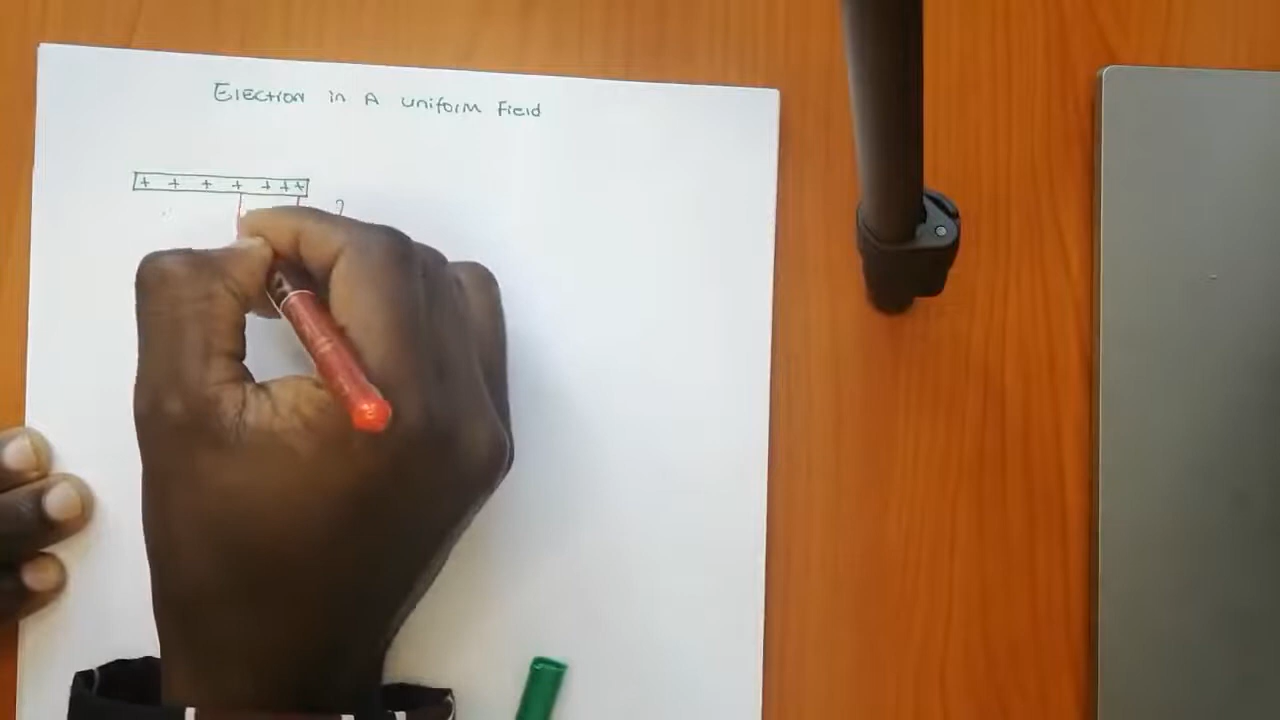 Election in A uniform Field
+ + + + + + +